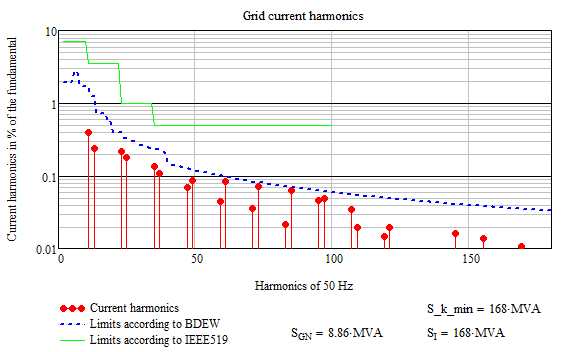 Grid current harmonics
Current harmonics in % of the fundamental
10
1
0.1
0.01
0
50
100
150
Harmonics of 50 Hz
Current harmonics
Limits according to BDEW
Limits according to IEEE519
S_k_min = 168·MVA
S_GN = 8.86·MVA
S_I = 168·MVA